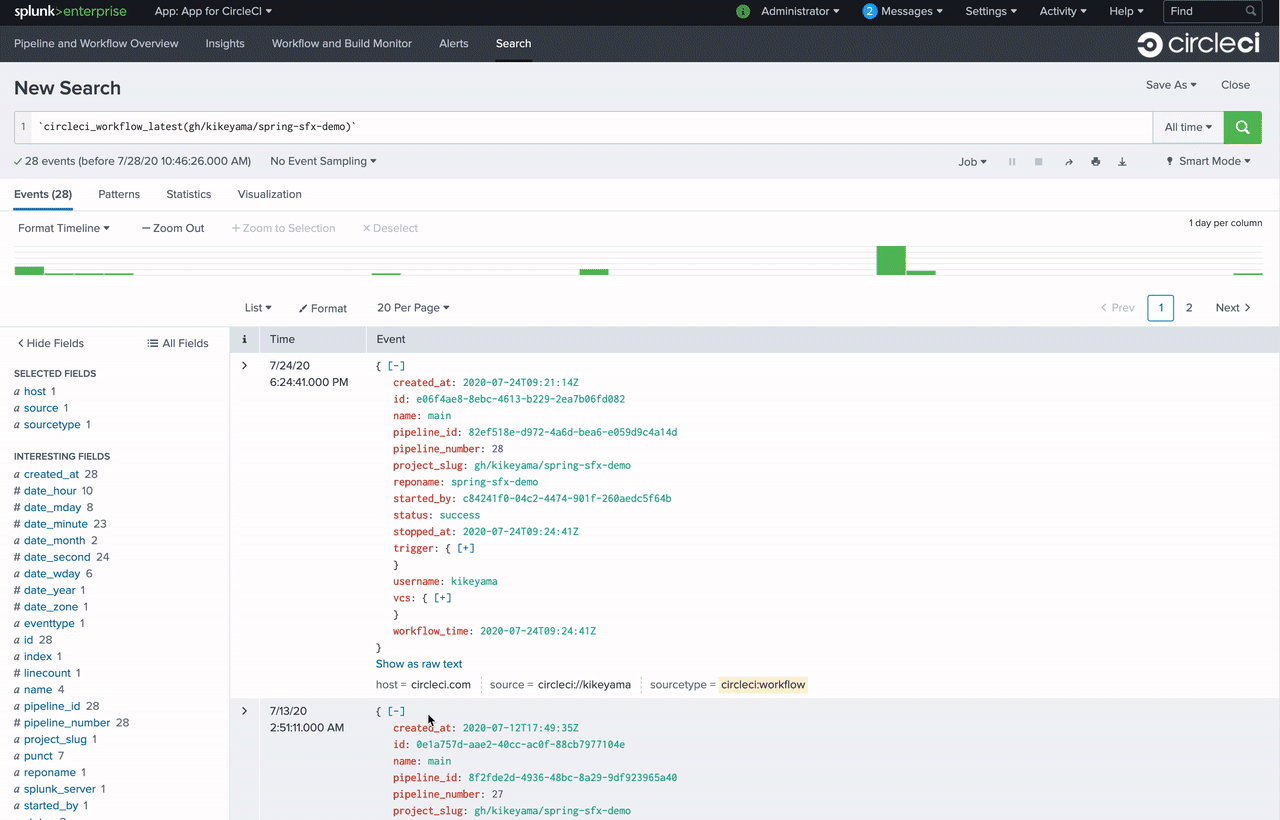 splunk>enterprise App: App for CircleCI i Administrator 2 Messages Settings Activity Help Find
Pipeline and Workflow Overview Insights Workflow and Build Monitor Alerts Search circleci
New Search Save As Close
1 `circleci_workflow_latest(gh/kikeyama/spring-sfx-demo)` All time
✓ 28 events (before 7/28/20 10:46:26.000 AM) No Event Sampling Job Smart Mode
Events (28) Patterns Statistics Visualization
Format Timeline — Zoom Out + Zoom to Selection × Deselect 1 day per column
List Format 20 Per Page < Prev 1 2 Next >
< Hide Fields All Fields
i Time Event
SELECTED FIELDS
a host 1
a source 1
a sourcetype 1
INTERESTING FIELDS
a created_at 28
# date_hour 10
# date_mday 8
# date_minute 23
a date_month 2
# date_second 24
a date_wday 6
# date_year 1
a date_zone 1
a eventtype 1
a id 28
a index 1
# linecount 1
a name 4
a pipeline_id 28
# pipeline_number 28
a project_slug 1
a punct 7
a reponame 1
a splunk_server 1
a started_by 1
> 7/24/20
6:24:41.000 PM
{ [-]
created_at: 2020-07-24T09:21:14Z
id: e06f4ae8-8ebc-4613-b229-2ea7b06fd082
name: main
pipeline_id: 82ef518e-d972-4a6d-bea6-e059d9c4a14d
pipeline_number: 28
project_slug: gh/kikeyama/spring-sfx-demo
reponame: spring-sfx-demo
started_by: c84241f0-04c2-4474-901f-260aedc5f64b
status: success
stopped_at: 2020-07-24T09:24:41Z
trigger: { [+]
}
username: kikeyama
vcs: { [+]
}
workflow_time: 2020-07-24T09:24:41Z
}
Show as raw text
host = circleci.com source = circleci://kikeyama sourcetype = circleci:workflow
> 7/13/20
2:51:11.000 AM
{ [-]
created_at: 2020-07-12T17:49:35Z
id: 0e1a757d-aae2-40cc-ac0f-88cb7977104e
name: main
pipeline_id: 8f2fde2d-4936-48bc-8a29-9df923965a40
pipeline_number: 27
project_slug: gh/kikeyama/spring-sfx-demo